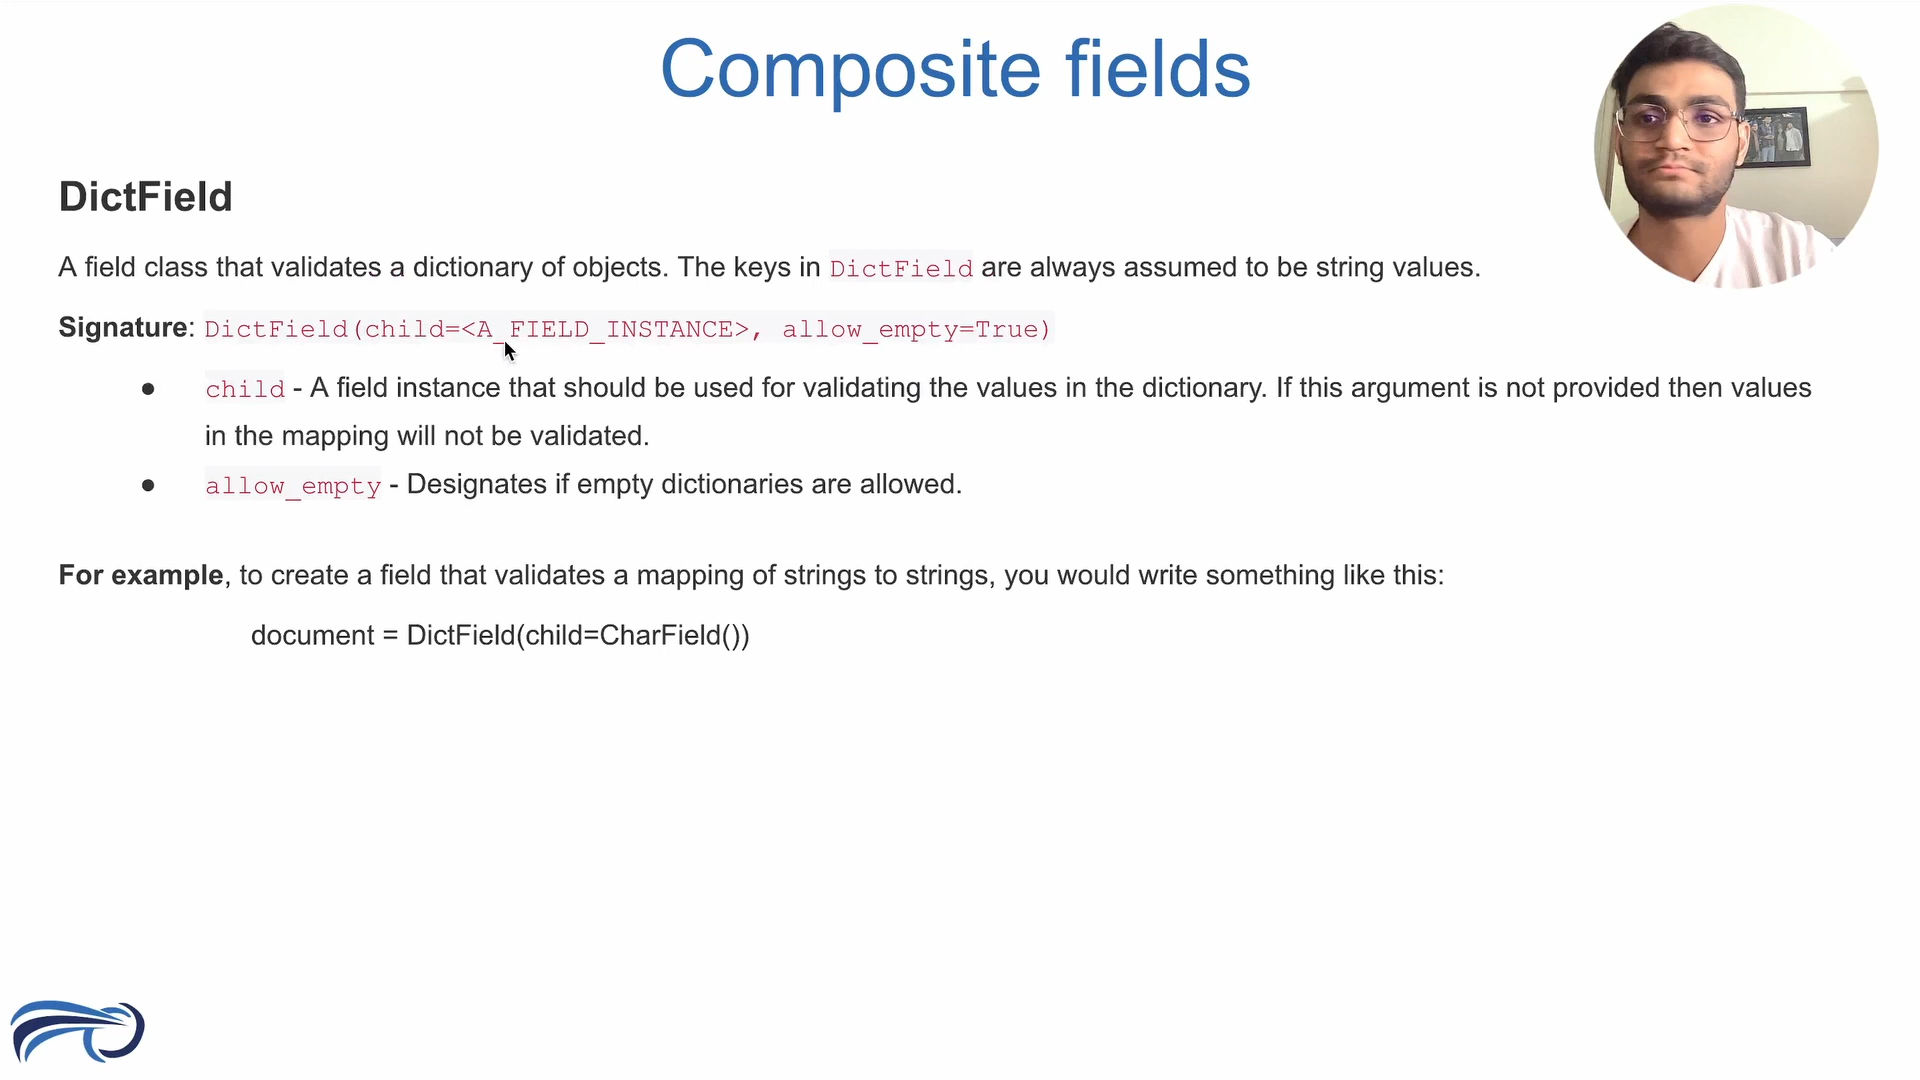 Composite fields
DictField
A field class that validates a dictionary of objects. The keys in DictField are always assumed to be string values.
Signature: DictField(child=<A_FIELD_INSTANCE>, allow_empty=True)
● child - A field instance that should be used for validating the values in the dictionary. If this argument is not provided then values
in the mapping will not be validated.
● allow_empty - Designates if empty dictionaries are allowed.
For example, to create a field that validates a mapping of strings to strings, you would write something like this:
document = DictField(child=CharField())